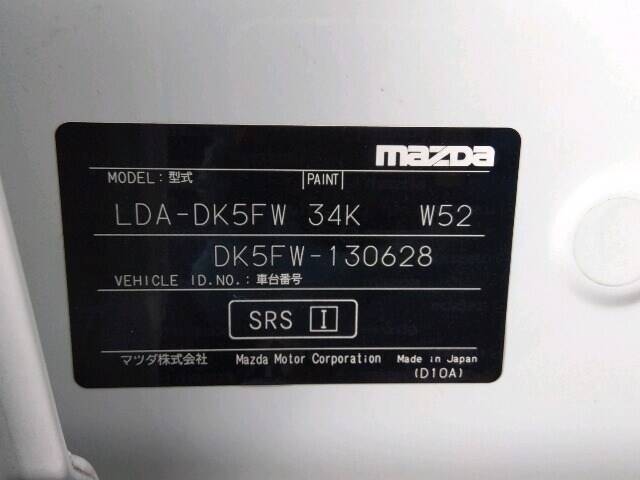 mazda
MODEL: 型式 PAINT
LDA-DK5FW 34K W52
DK5FW-130628
VEHICLE ID.NO.: 車台番号
SRS I
マツダ株式会社 Mazda Motor Corporation Made in Japan
(D10A)